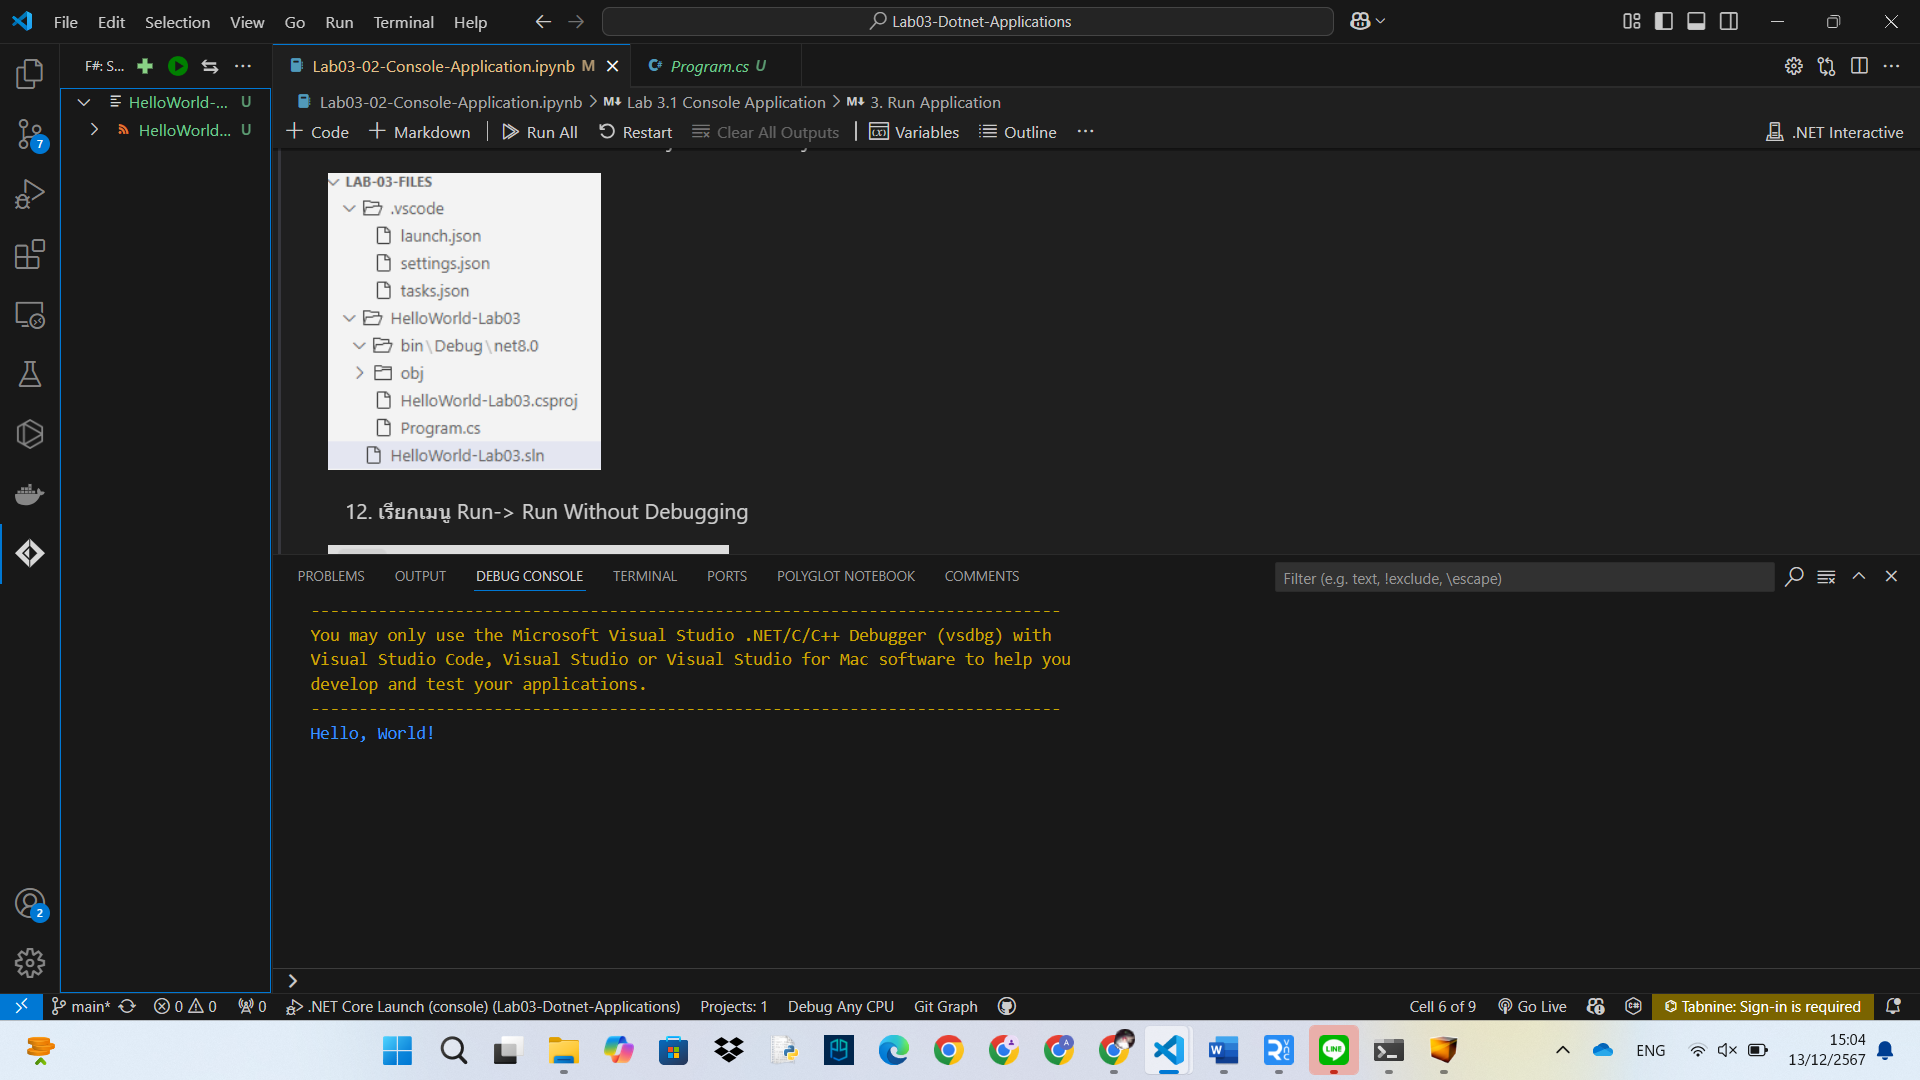 File Edit Selection View Go Run Terminal Help
Lab03-Dotnet-Applications
F#: S...
Lab03-02-Console-Application.ipynb M
C# Program.cs U
HelloWorld-... U
HelloWorld... U
Lab03-02-Console-Application.ipynb > M↓ Lab 3.1 Console Application > M↓ 3. Run Application
+ Code + Markdown Run All Restart Clear All Outputs Variables Outline ...
.NET Interactive
LAB-03-FILES
.vscode
launch.json
settings.json
tasks.json
HelloWorld-Lab03
bin\Debug\net8.0
obj
HelloWorld-Lab03.csproj
Program.cs
HelloWorld-Lab03.sln
12. เรียกเมนู Run-> Run Without Debugging
PROBLEMS OUTPUT DEBUG CONSOLE TERMINAL PORTS POLYGLOT NOTEBOOK COMMENTS
Filter (e.g. text, !exclude, \escape)
------------------------------------------------------------------------------
You may only use the Microsoft Visual Studio .NET/C/C++ Debugger (vsdbg) with
Visual Studio Code, Visual Studio or Visual Studio for Mac software to help you
develop and test your applications.
------------------------------------------------------------------------------
Hello, World!
7
2
>
main* 0 0 0 .NET Core Launch (console) (Lab03-Dotnet-Applications) Projects: 1 Debug Any CPU Git Graph
Cell 6 of 9 Go Live Tabnine: Sign-in is required
ENG
15:04
13/12/2567